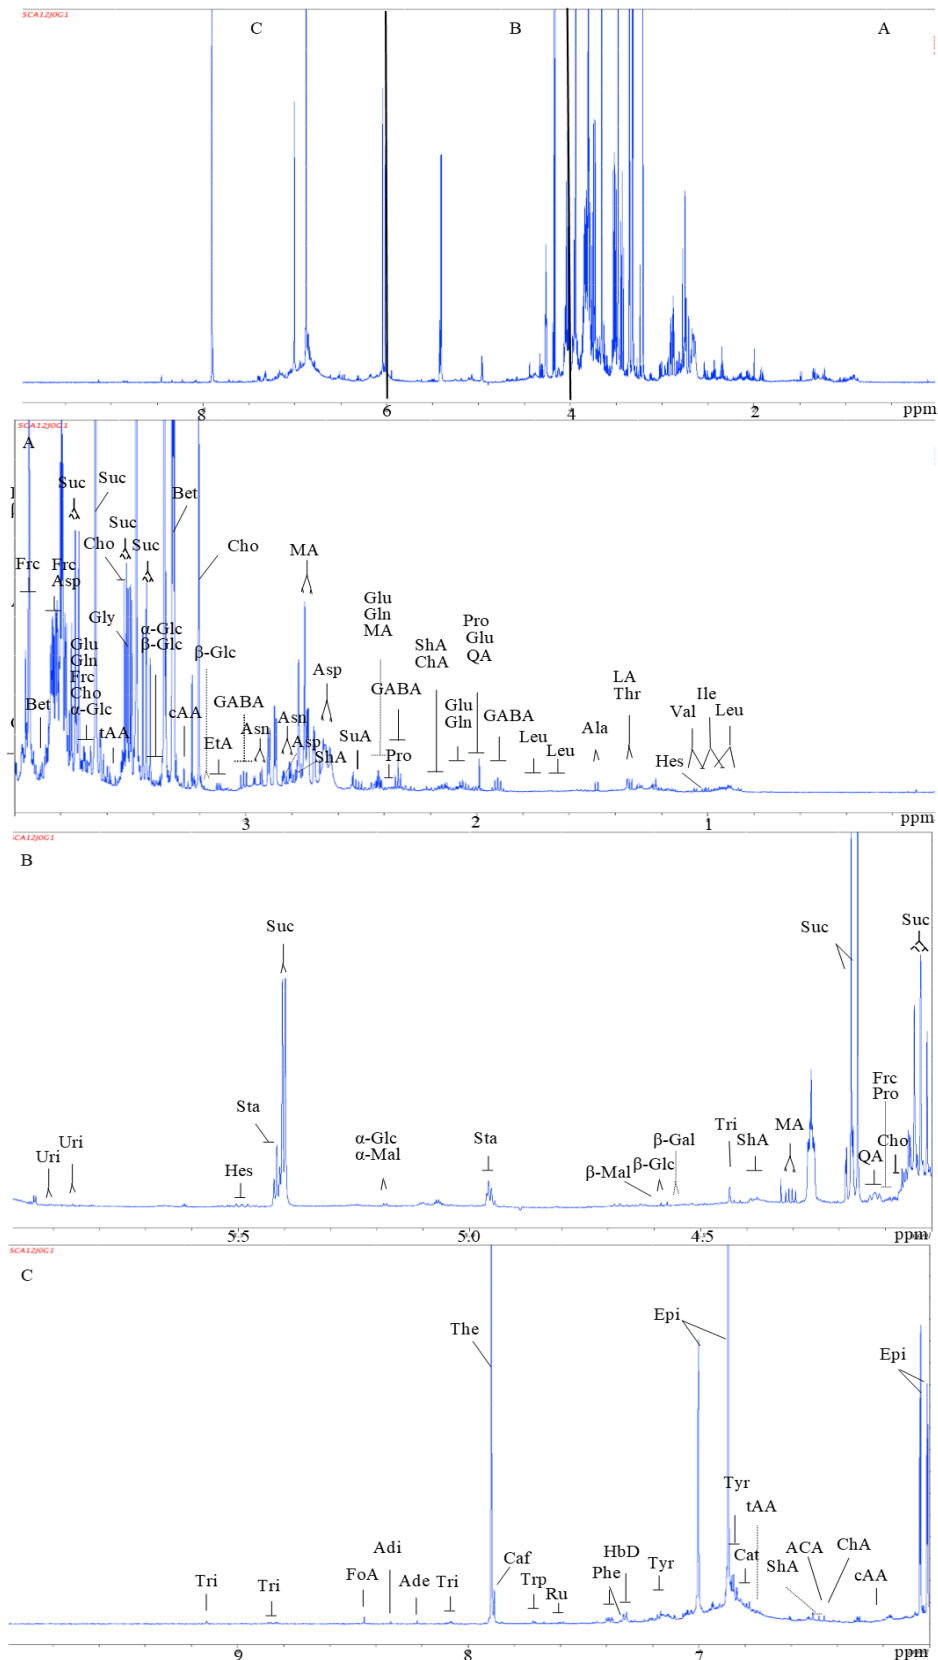 SCA12J0G1
C
B
A
8
6
4
2
ppm
SCA12J0G1
A
Suc
Suc
Bet
Suc
Cho
Suc
Cho
MA
Frc
Frc
Asp
Glu
Gln
MA
Gly
α-Glc
β-Glc
Pro
Glu
QA
Glu
Gln
Frc
Cho
α-Glc
β-Glc
ShA
ChA
Asp
GABA
LA
Thr
Ile
Bet
cAA
GABA
Glu
Gln
GABA
Val
Leu
tAA
EtA
Asn
Asn
Asp
ShA
SuA
Pro
Leu
Leu
Ala
Hes
3
2
1
ppm
CA12J0G1
B
Suc
Suc
Suc
Frc
Pro
Sta
α-Glc
α-Mal
Sta
β-Gal
Tri
MA
Uri
Uri
Hes
β-Mal
β-Glc
ShA
QA
Cho
5.5
5.0
4.5
ppm
SCA12J0G1
C
The
Epi
Epi
Tyr
tAA
Adi
Caf
HbD
Cat
ACA
ChA
Tri
Tri
FoA
Ade
Tri
Trp
Ru
Phe
Tyr
ShA
cAA
9
8
7
ppm